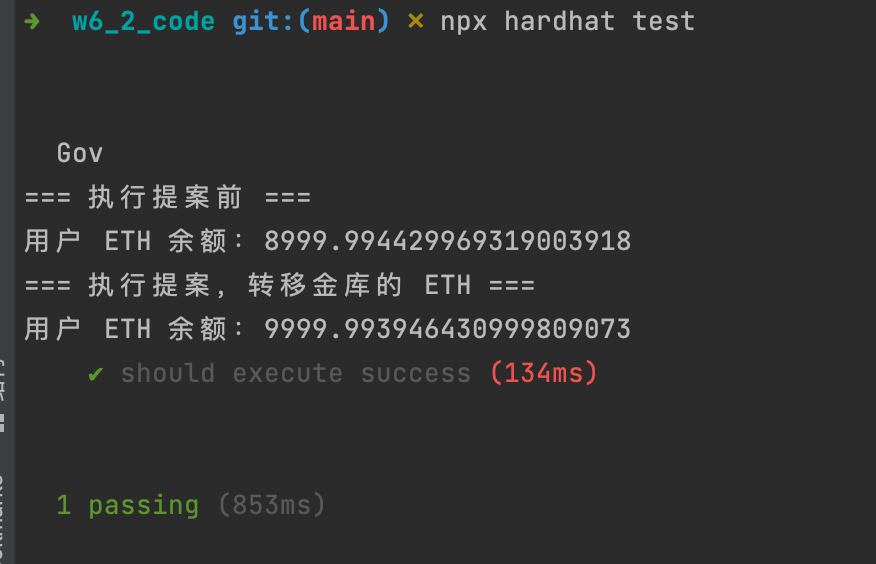 → w6_2_code git:(main) × npx hardhat test
Gov
=== 执行提案前 ===
用户 ETH 余额: 8999.994429969319003918
=== 执行提案, 转移金库的 ETH ===
用户 ETH 余额: 9999.993946430999809073
✔ should execute success (134ms)
1 passing (853ms)